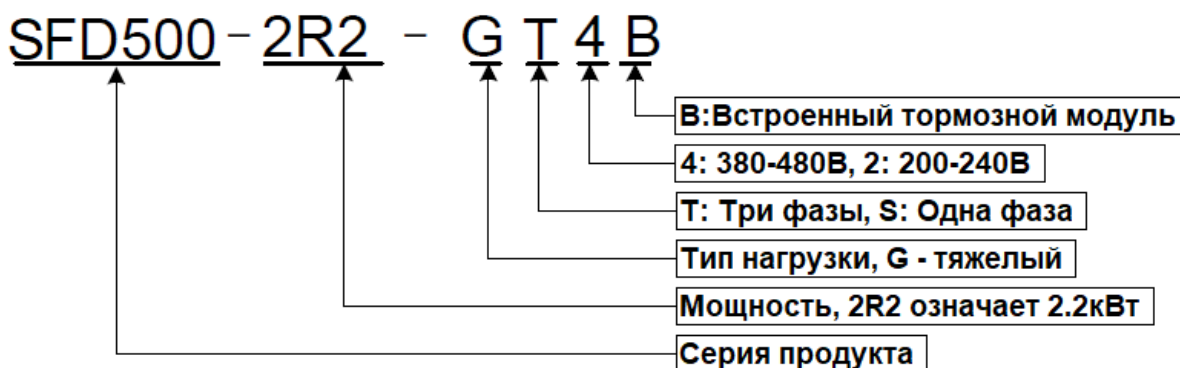 SFD500-2R2 - G T 4 B
B:Встроенный тормозной модуль
4: 380-480В, 2: 200-240В
T: Три фазы, S: Одна фаза
Тип нагрузки, G - тяжелый
Мощность, 2R2 означает 2.2кВт
Серия продукта